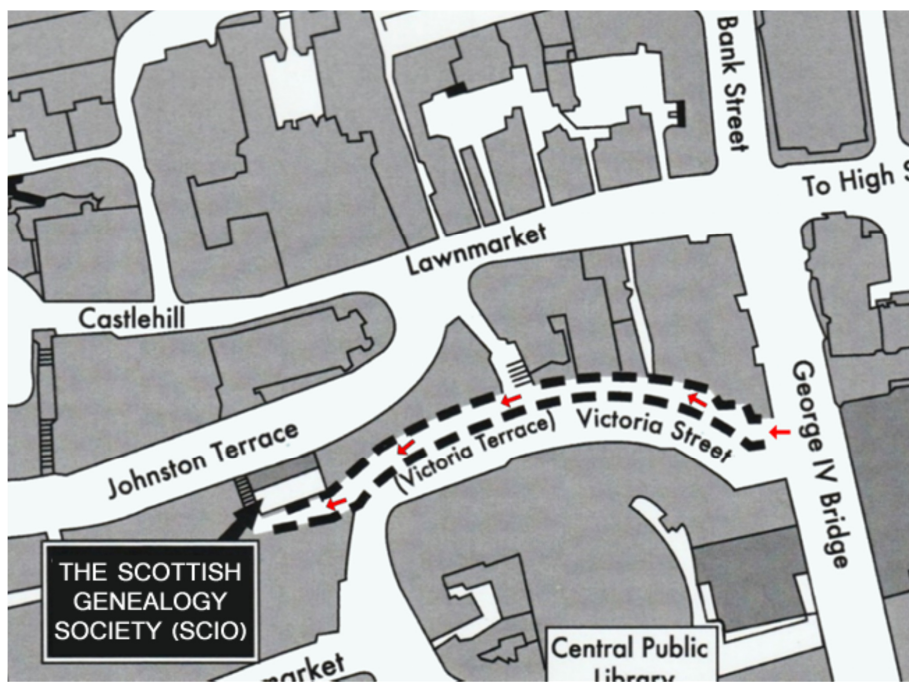 Bank Street
To High S
Lawnmarket
Castlehill
George IV Bridge
Victoria Street
(Victoria Terrace)
Johnston Terrace
THE SCOTTISH
GENEALOGY
SOCIETY (SCIO)
market
Central Public
Library